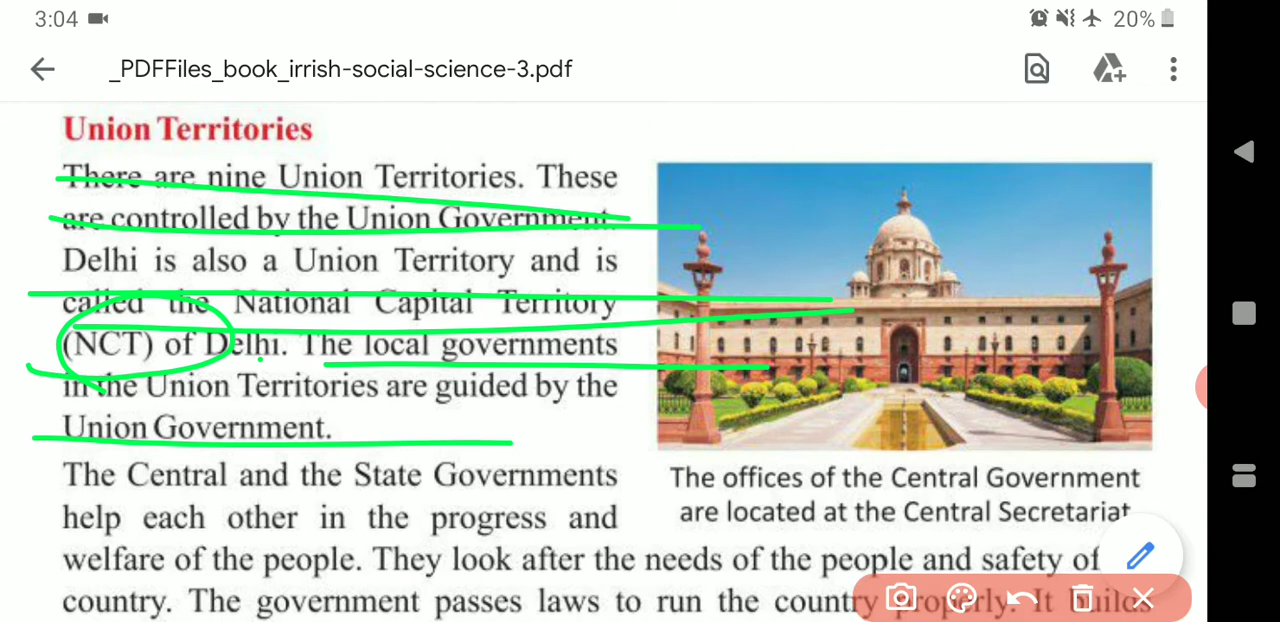 3:04
20%
_PDFFiles_book_irrish-social-science-3.pdf
Union Territories
There are nine Union Territories. These
are controlled by the Union Government.
Delhi is also a Union Territory and is
called the National Capital Territory
(NCT) of Delhi. The local governments
in the Union Territories are guided by the
Union Government.
The offices of the Central Government
are located at the Central Secretariat
The Central and the State Governments
help each other in the progress and
welfare of the people. They look after the needs of the people and safety of
country. The government passes laws to run the country properly. It builds